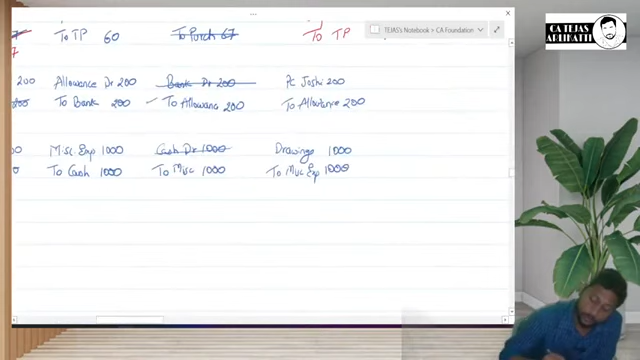 TEJAS's Notebook > CA Foundation
CA TEJAS
To TP 60
To Purch 67
To TP
7
200 Allowance Dr 200 Bank Dr 200 Pc Joshi 200
To Bank 200 To Allowance 200 To Allowance 200
Misc Exp 1000 Cash Dr 1000 Drawings 1000
To Cash 1000 To Misc 1000 To Misc Exp 1000